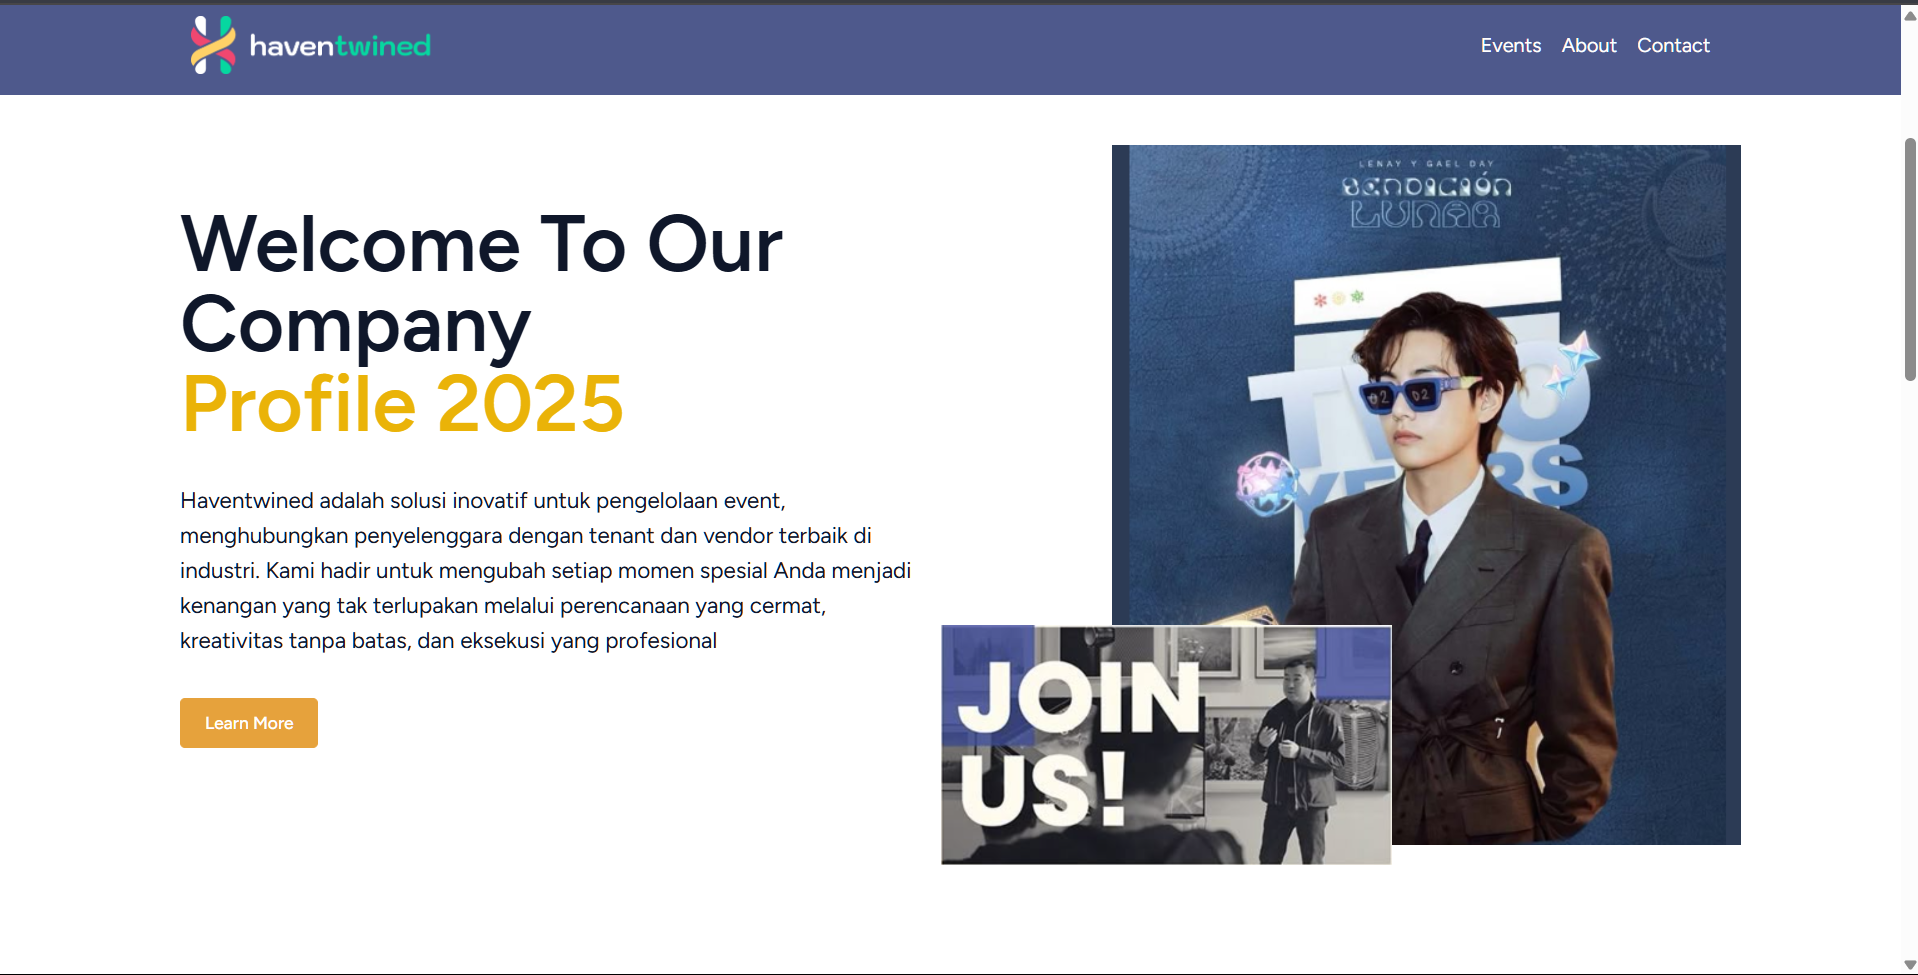 haventwined
Events About Contact
Welcome To Our
Company
Profile 2025
Haventwined adalah solusi inovatif untuk pengelolaan event,
menghubungkan penyelenggara dengan tenant dan vendor terbaik di
industri. Kami hadir untuk mengubah setiap momen spesial Anda menjadi
kenangan yang tak terlupakan melalui perencanaan yang cermat,
kreativitas tanpa batas, dan eksekusi yang profesional
Learn More
LENAY Y GAEL DAY
BENDICIÓN
LUNAR
TWO
YEARS
02 02
JOIN
US!